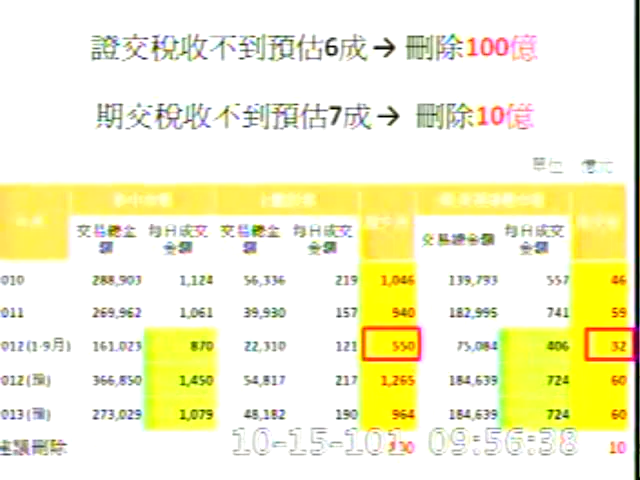 證交稅收不到預估6成→ 刪除100億
期交稅收不到預估7成→ 刪除10億
單位 億元
交易總金額 每日成交金額 交易總金額 每日成交金額 交易總金額 每日成交金額
010 288,903 1,124 56,336 219 1,046 139,793 557 46
011 269,962 1,061 39,930 157 940 182,995 741 59
012(1-9月) 161,023 870 22,310 121 550 75,084 406 32
012(預) 366,850 1,450 54,817 217 1,265 184,639 724 60
013(預) 273,029 1,079 48,182 190 964 184,639 724 60
刪除 10
10-15-101 09:56:38